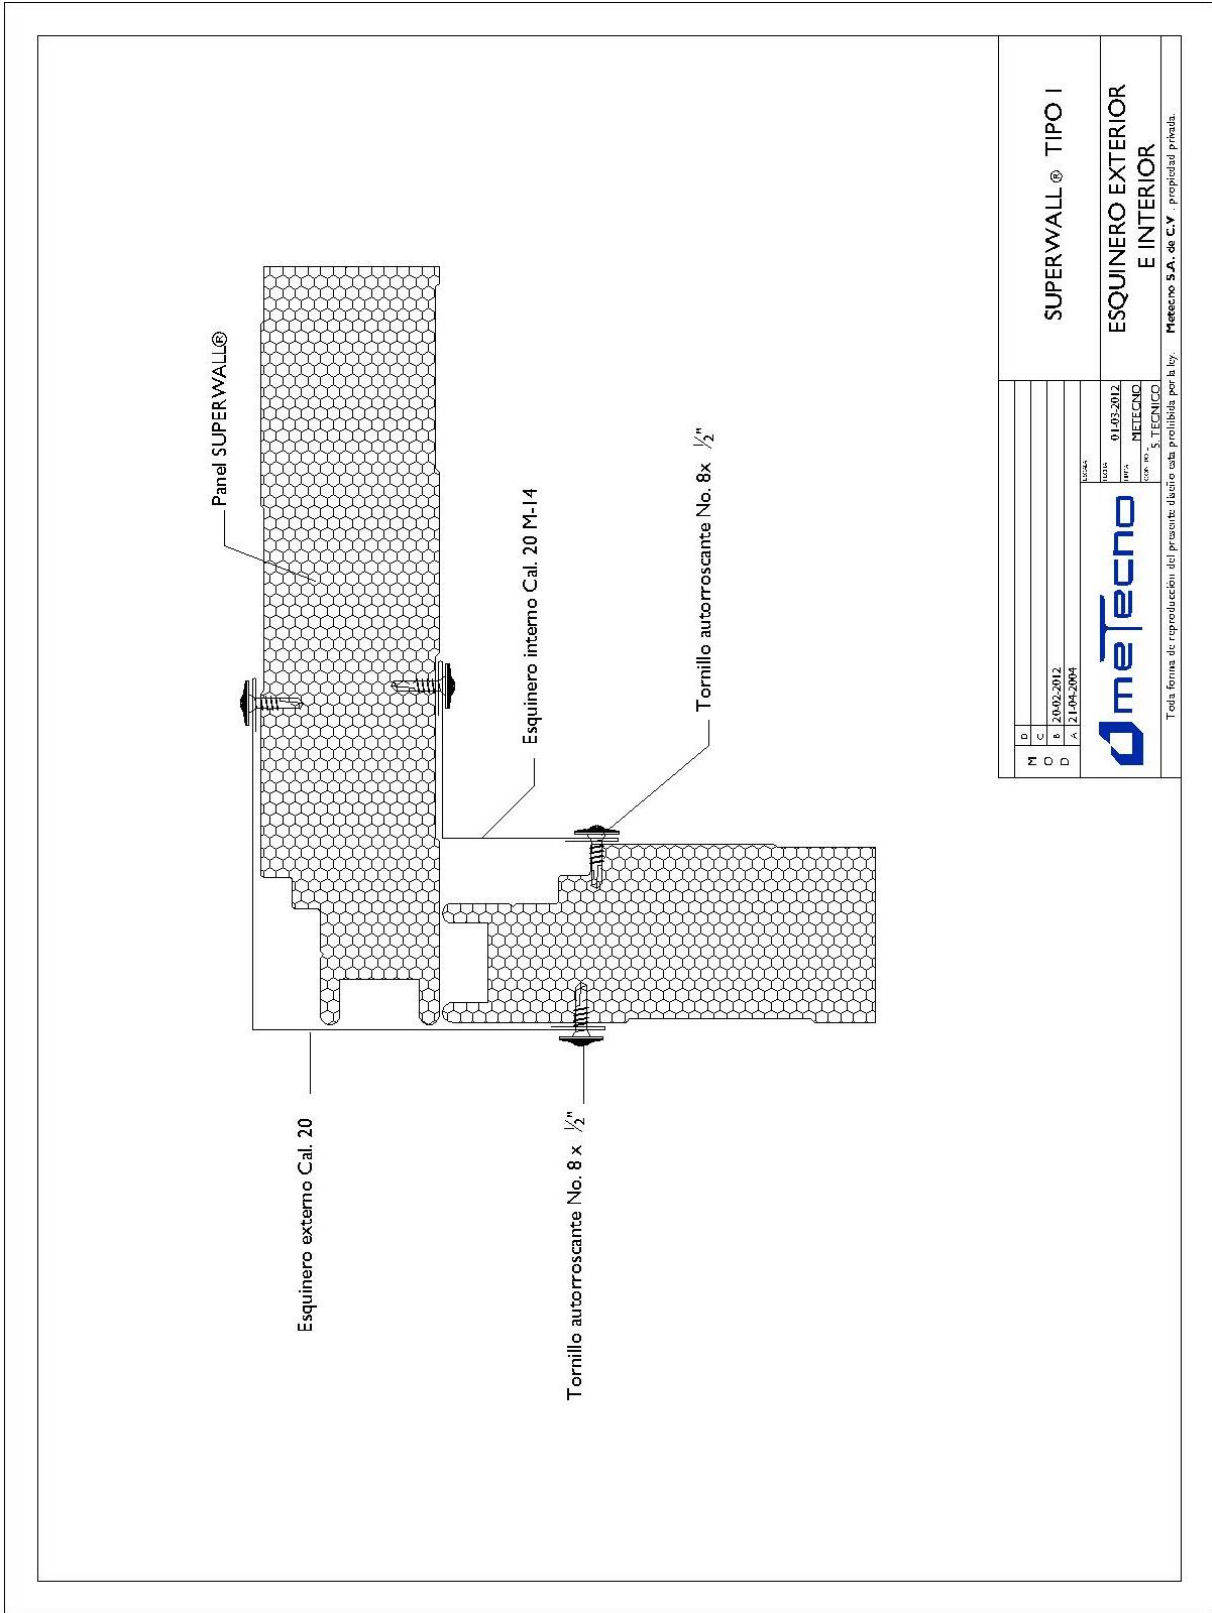 Panel SUPERWALL®
Esquinero interno Cal. 20 M-14
Tornillo autorroscante No. 8x ½"
Esquinero externo Cal. 20
Tornillo autorroscante No. 8 x ½"
M O D
D
C
B 20-02-2012
A 21-04-2004
SUPERWALL® TIPO I
meTecno
ESCALA
FECHA 01-03-2012
METECNO
S. TECNICO
ESQUINERO EXTERIOR
E INTERIOR
Toda forma de reproducción del presente diseño esta prohibida por la ley. Metecno S.A. de C.V. propiedad privada.